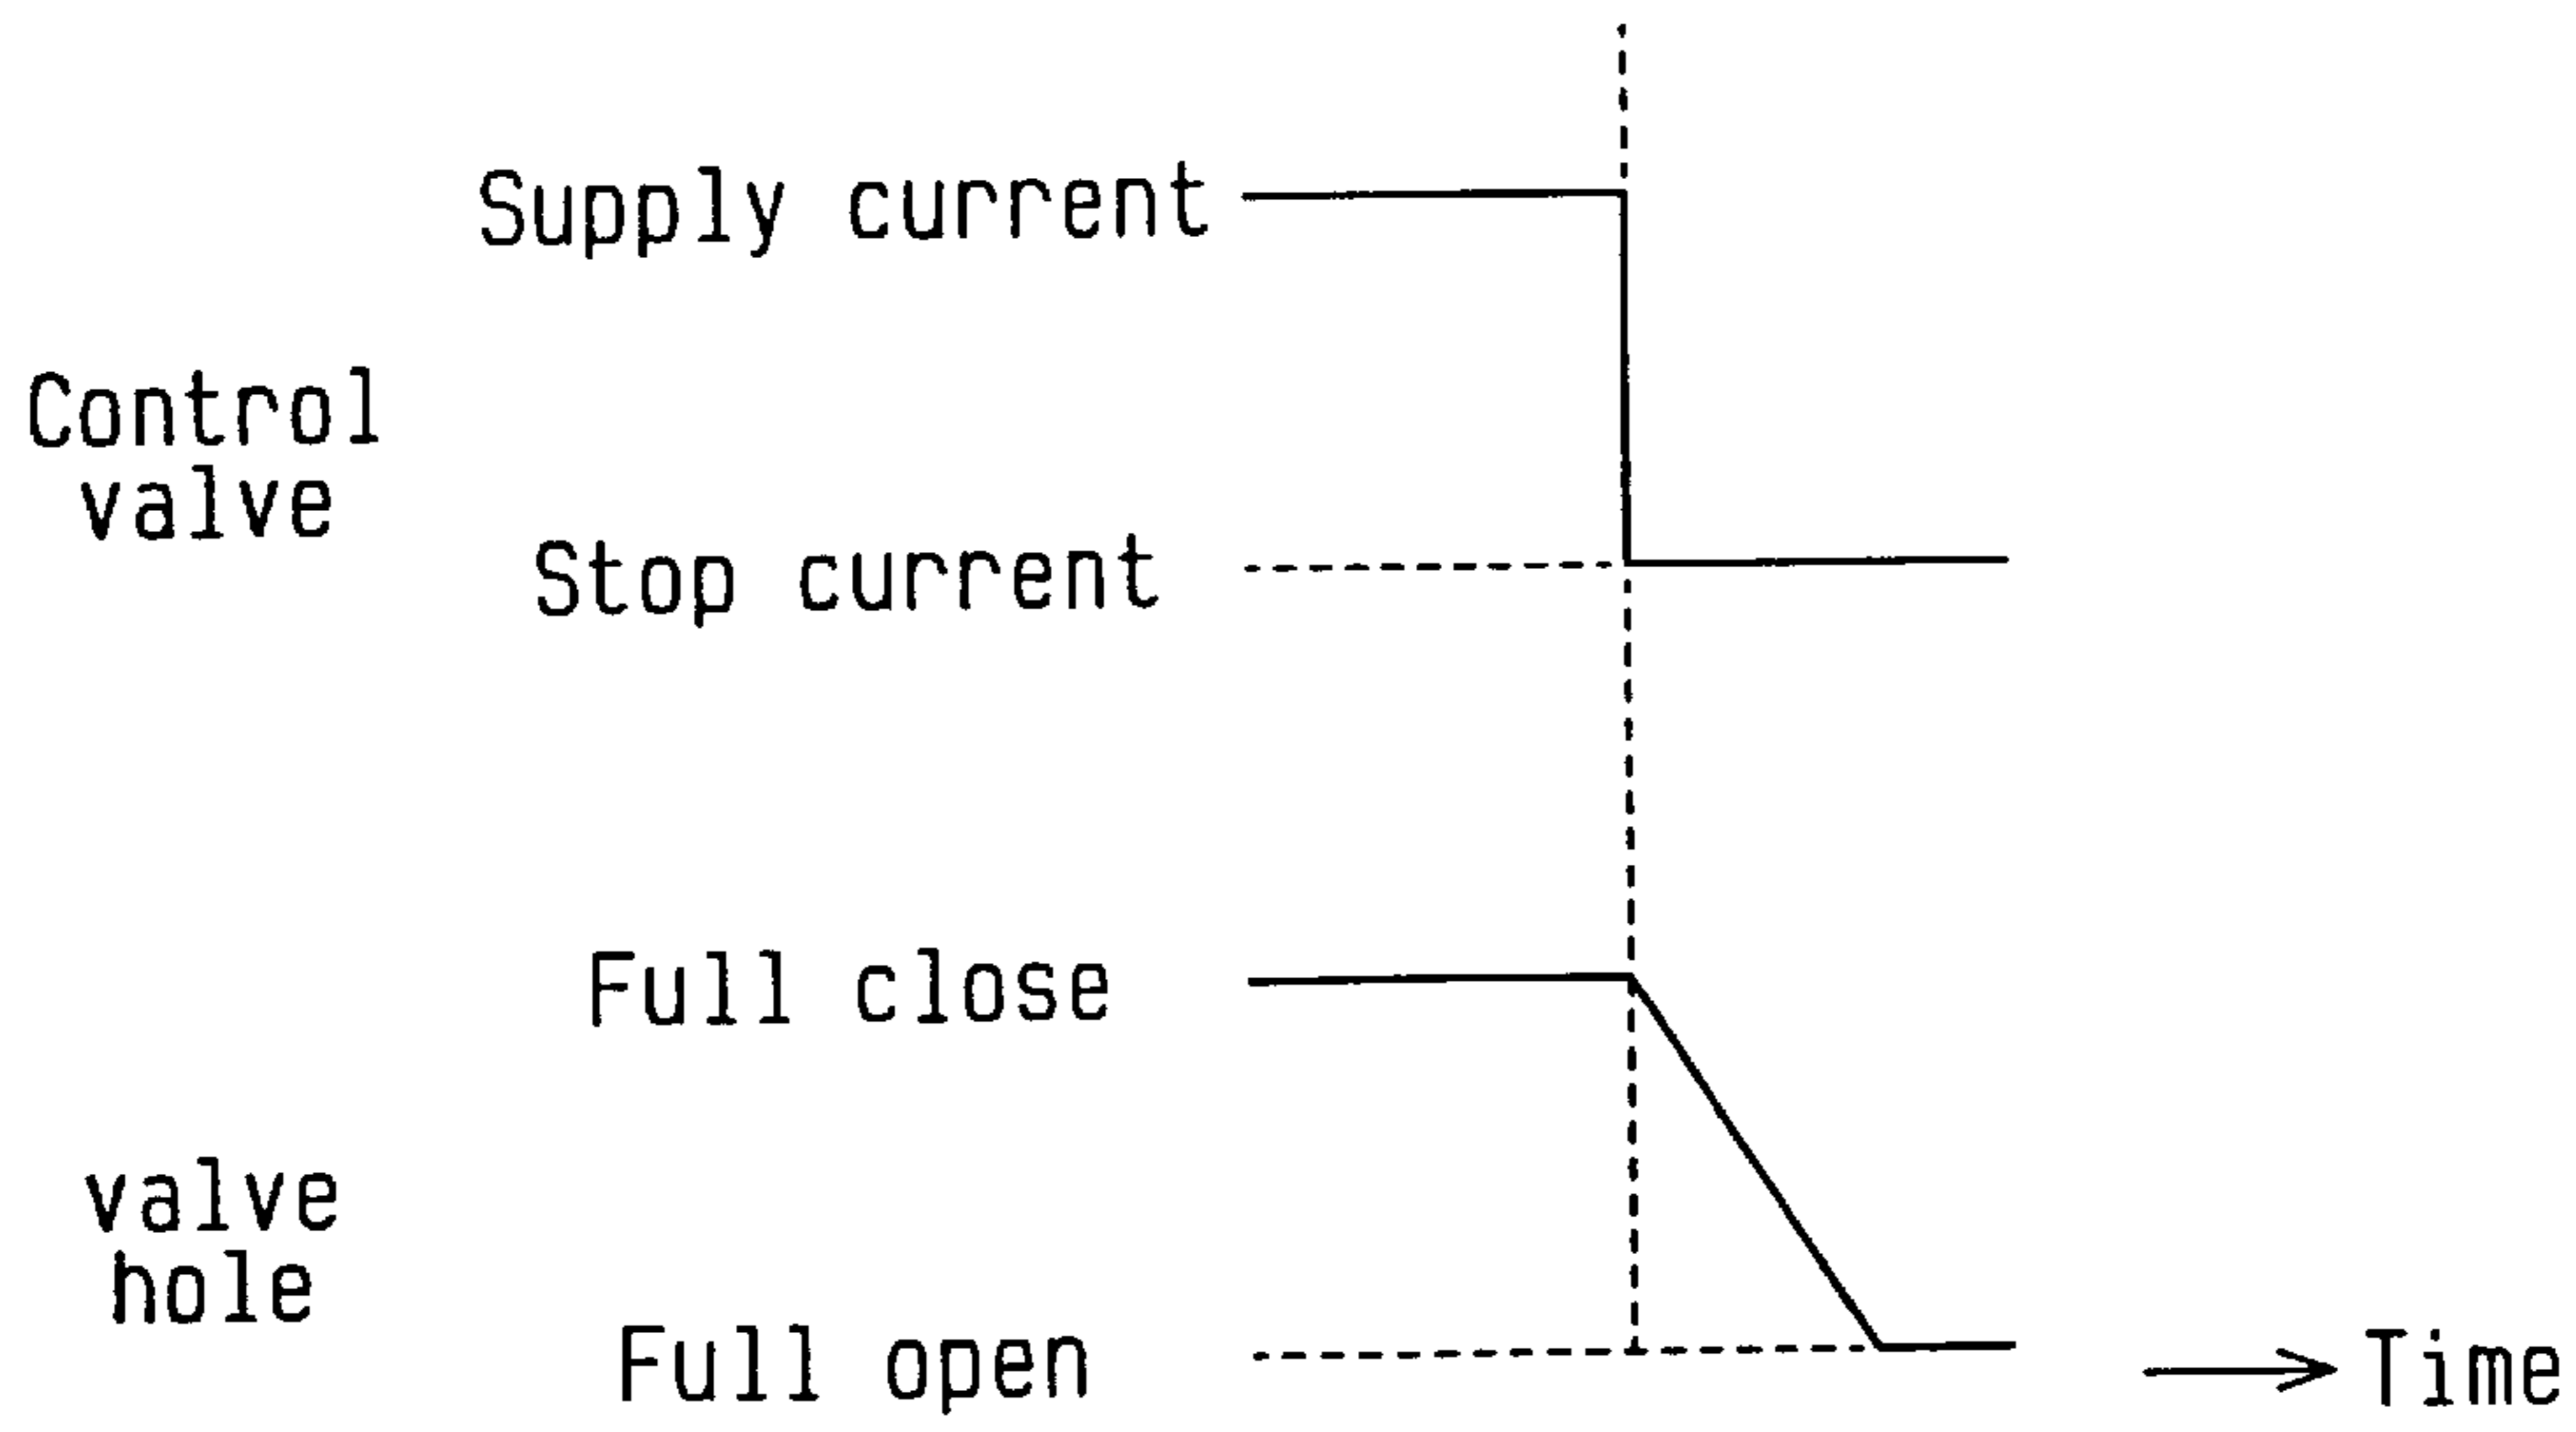 Supply current
Control
valve
Stop current
Full close
valve
hole
Full open
Time